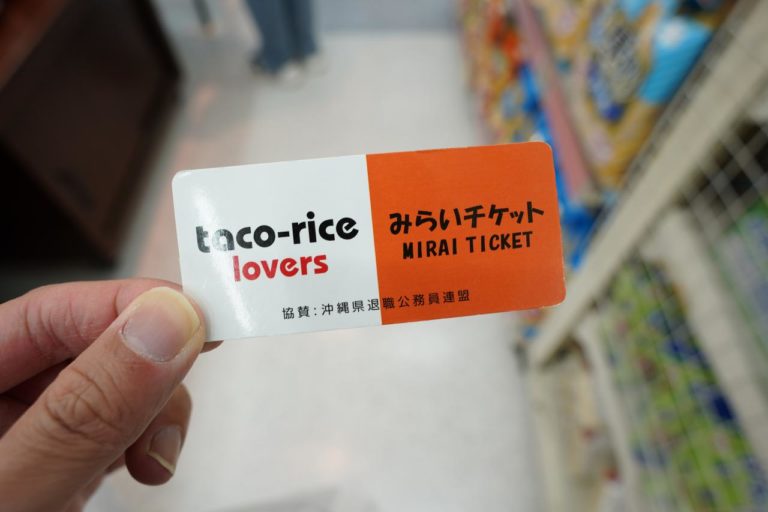 taco-rice
lovers
みらいチケット
MIRAI TICKET
協賛：沖縄県退職公務員連盟